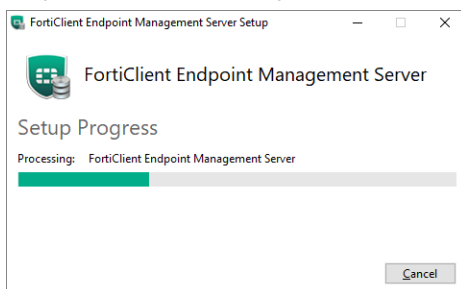 FortiClient Endpoint Management Server Setup
FortiClient Endpoint Management Server
Setup Progress
Processing: FortiClient Endpoint Management Server
Cancel